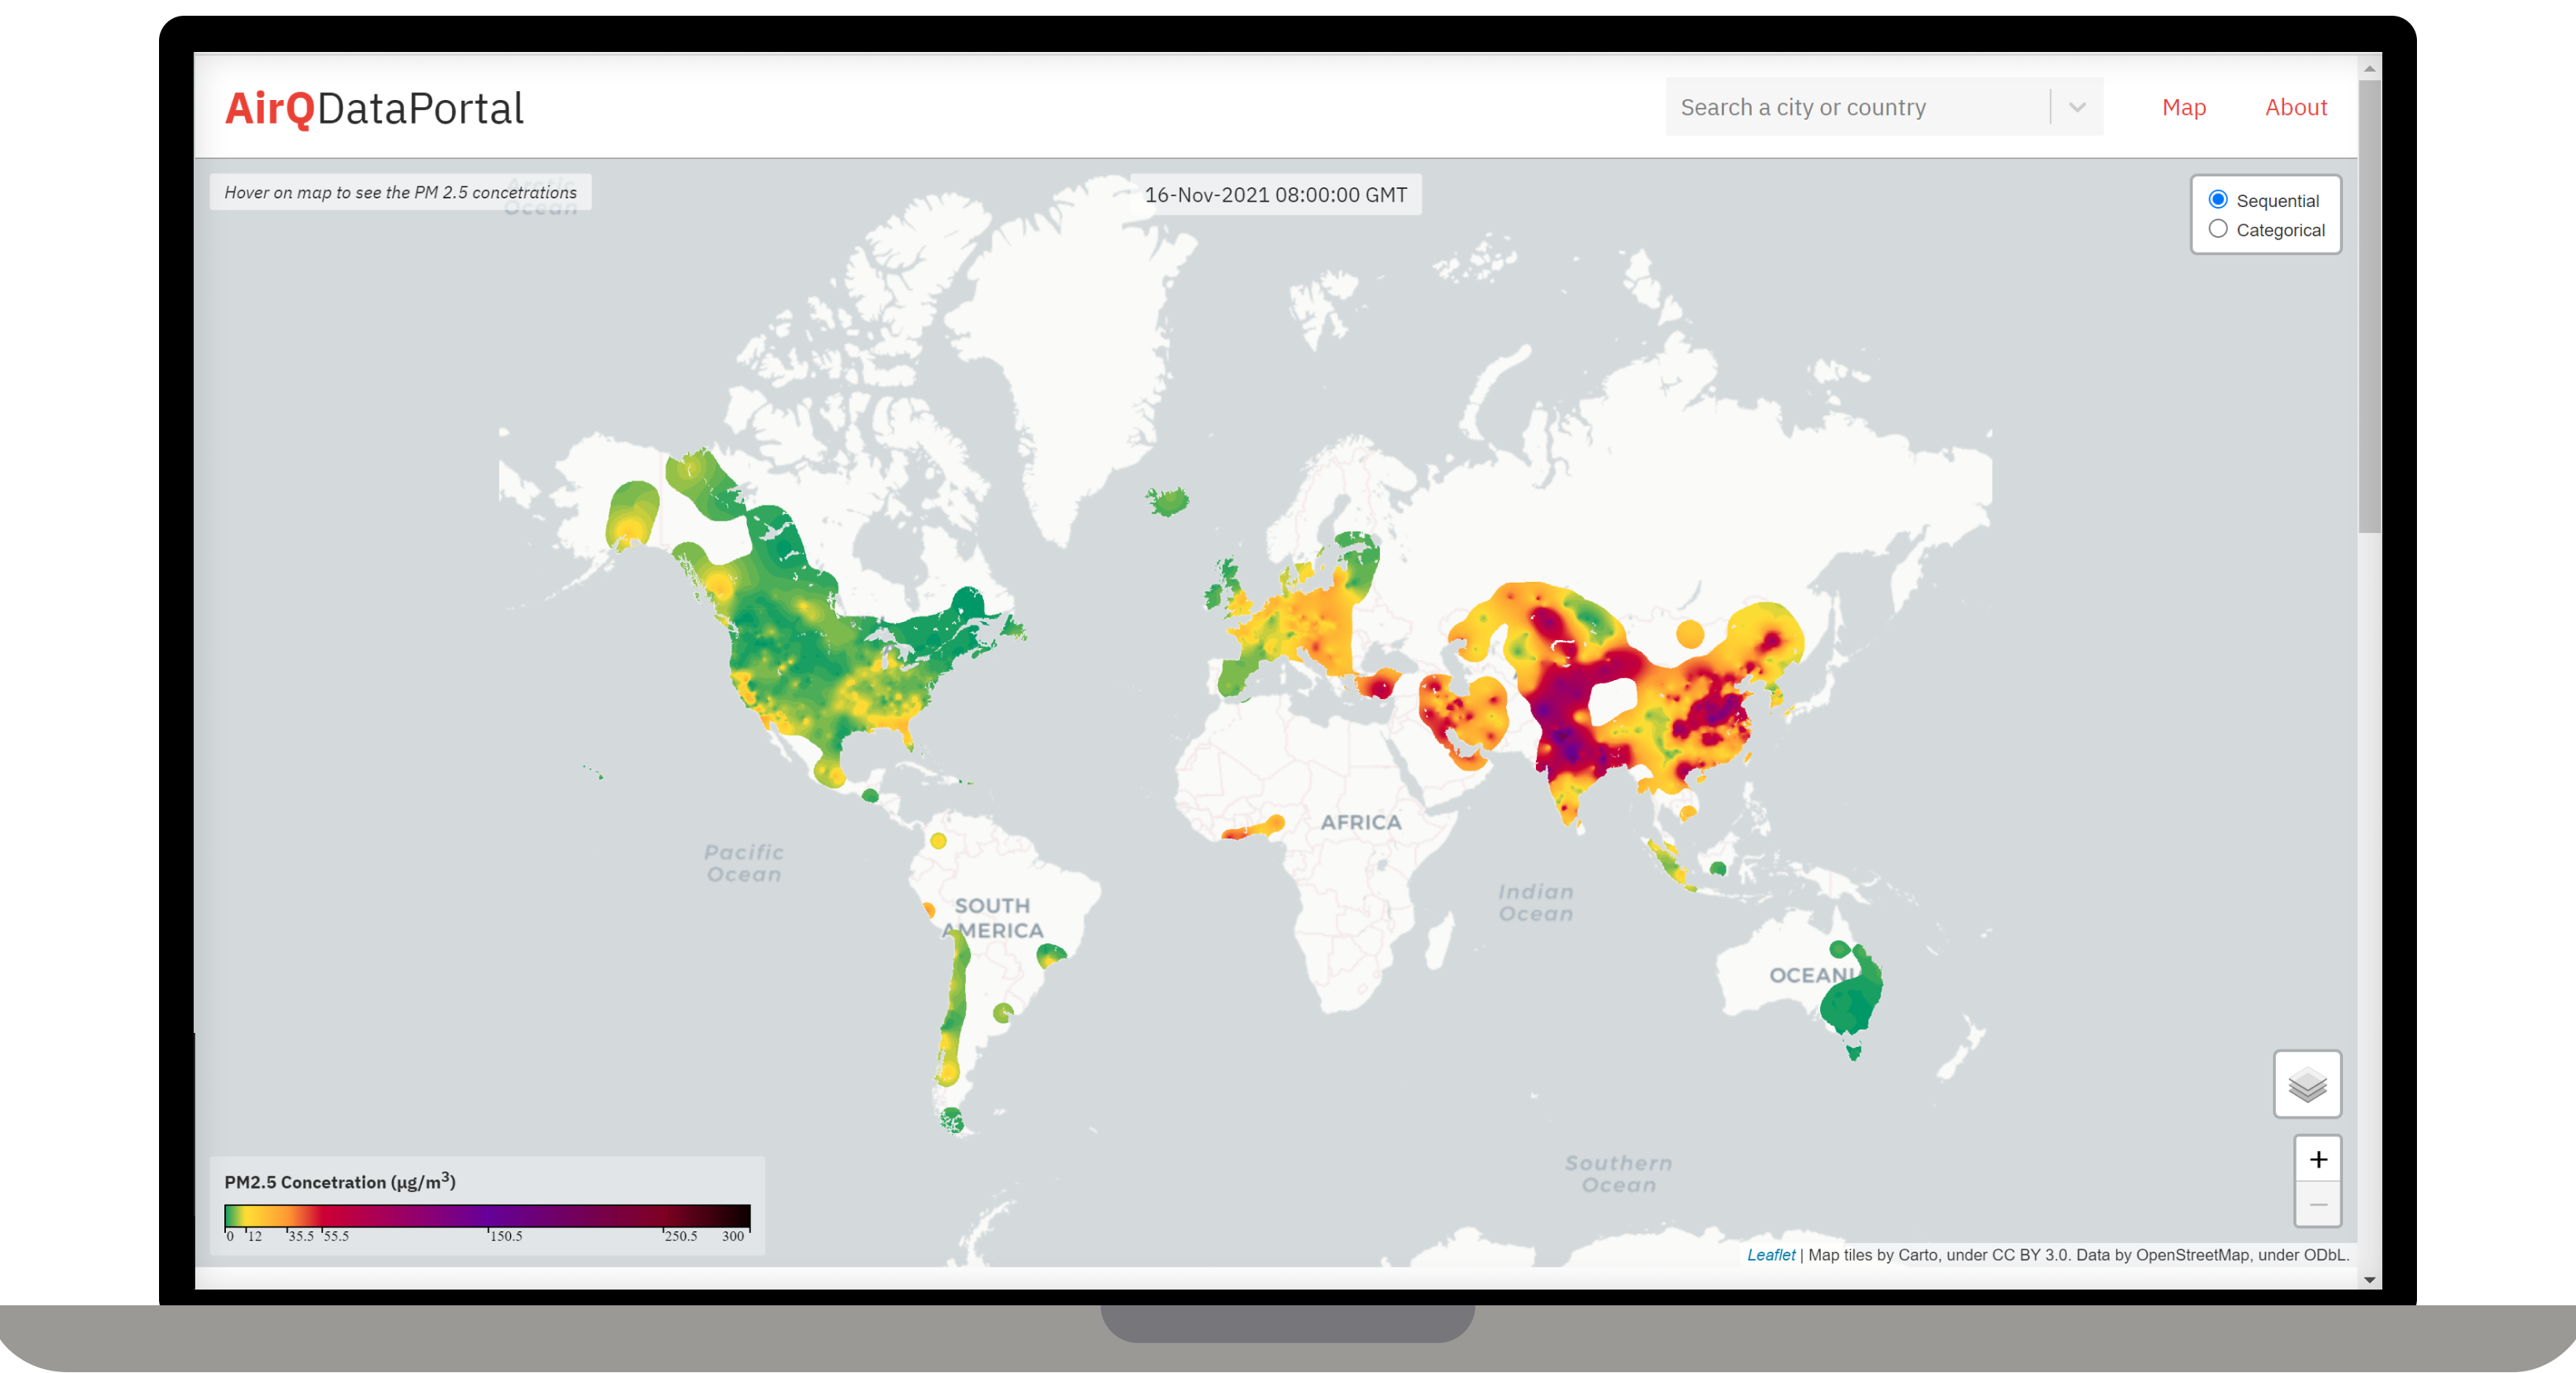 AirQDataPortal
Search a city or country
Map
About
Arctic
Ocean
Hover on map to see the PM 2.5 concetrations
16-Nov-2021 08:00:00 GMT
Sequential
Categorical
AFRICA
Pacific
Ocean
Indian
Ocean
SOUTH
AMERICA
OCEANI
Southern
Ocean
PM2.5 Concetration (µg/m³)
0 12 35.5 55.5 150.5 250.5 300
+
−
Leaflet | Map tiles by Carto, under CC BY 3.0. Data by OpenStreetMap, under ODbL.